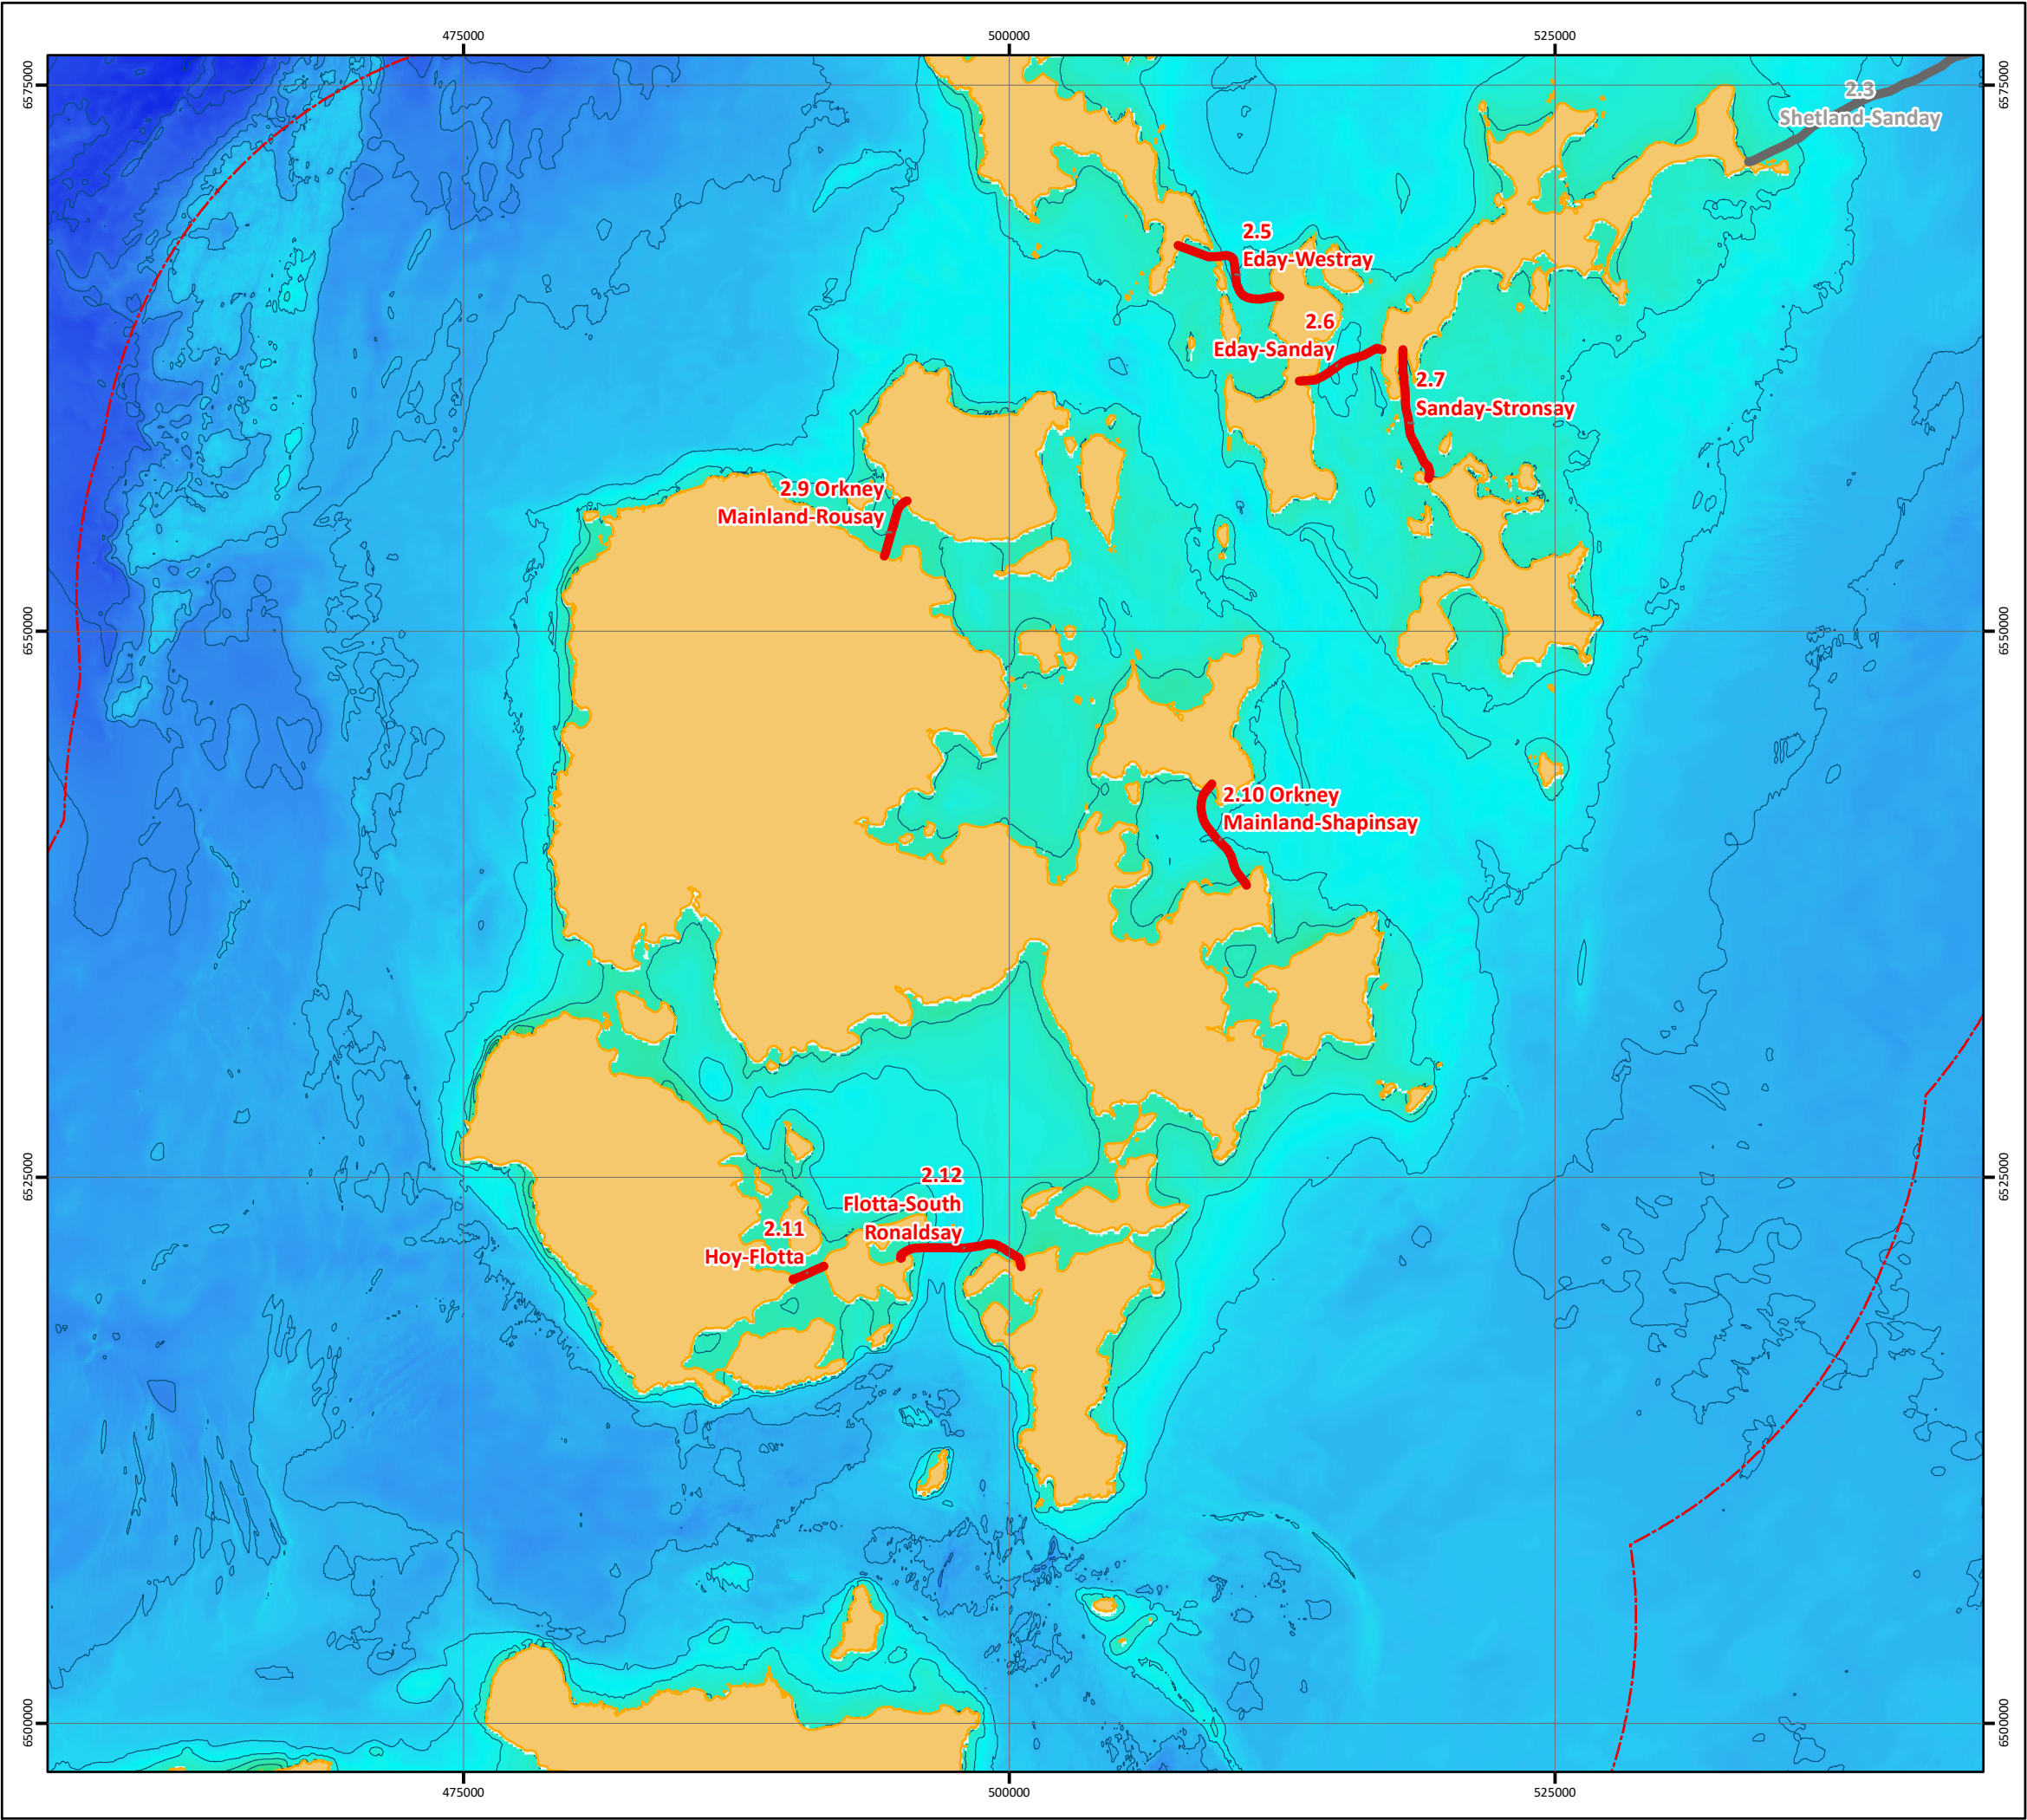 475000
500000
525000
6575000
6575000
2.3
Shetland-Sanday
2.5
Eday-Westray
2.6
Eday-Sanday
2.7
Sanday-Stronsay
2.9 Orkney
Mainland-Rousay
6550000
6550000
2.10 Orkney
Mainland-Shapinsay
6525000
6525000
2.12
Flotta-South
Ronaldsay
2.11
Hoy-Flotta
6500000
6500000
475000
500000
525000